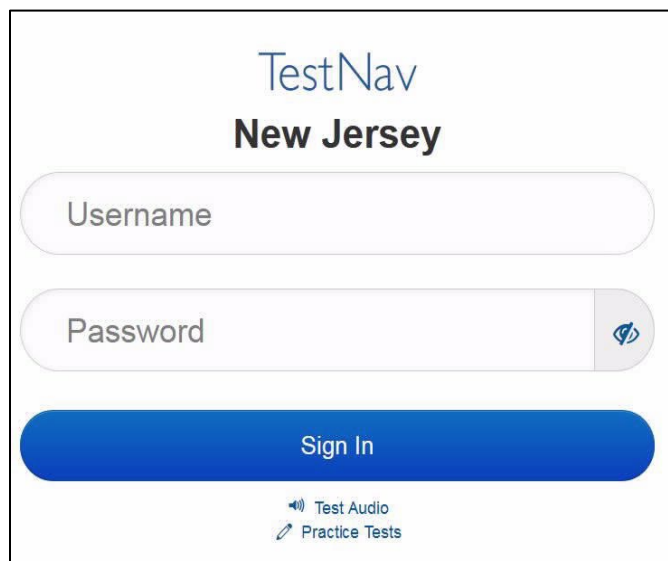 TestNav
New Jersey
Username
Password
Sign In
Test Audio
Practice Tests